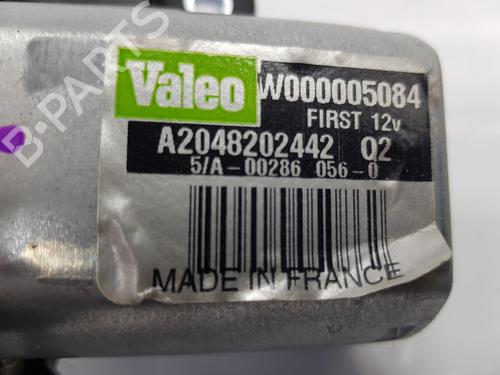 Valeo W000005084
FIRST 12v
A2048202442 Q2
5/A-00286 056-0
MADE IN FRANCE
B-PARTS